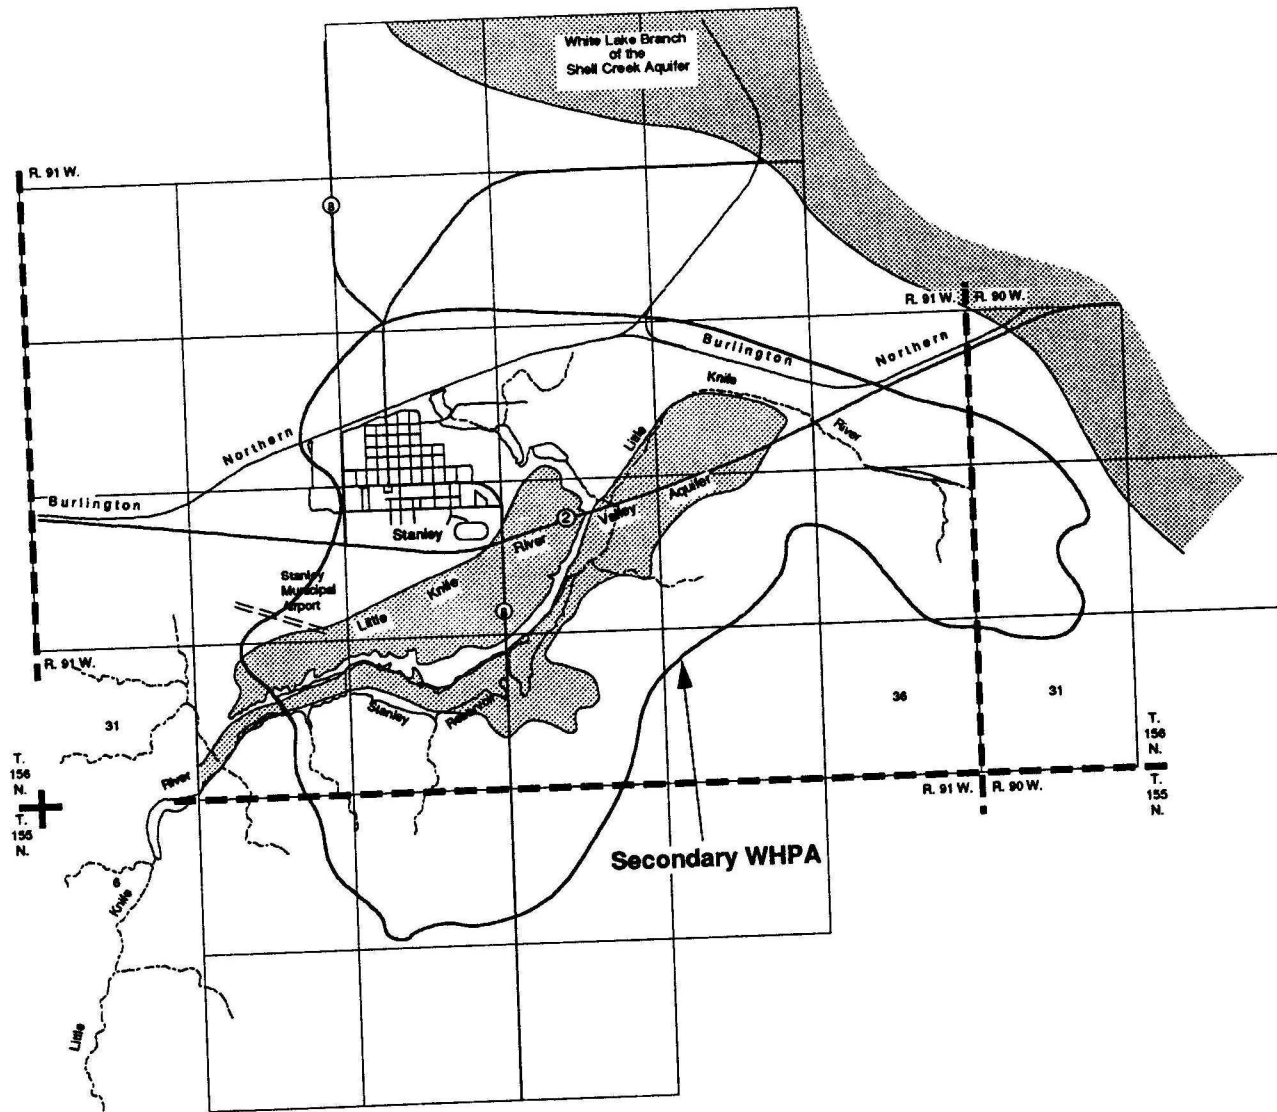 White Lake Branch
of the
Shell Creek Aquifer
R. 91 W.
8
R. 91 W.
R. 90 W.
Burlington
Northern
Northern
Burlington
Knife
River
Little
Valley
Aquifer
2
River
Knife
Little
Stanley
Stanley
Municipal
Airport
8
R. 91 W.
31
Stanley
Reservoir
River
36
31
T.
156
N.
T.
155
N.
T.
156
N.
T.
155
N.
R. 91 W.
R. 90 W.
Secondary WHPA
6
Knife
Little